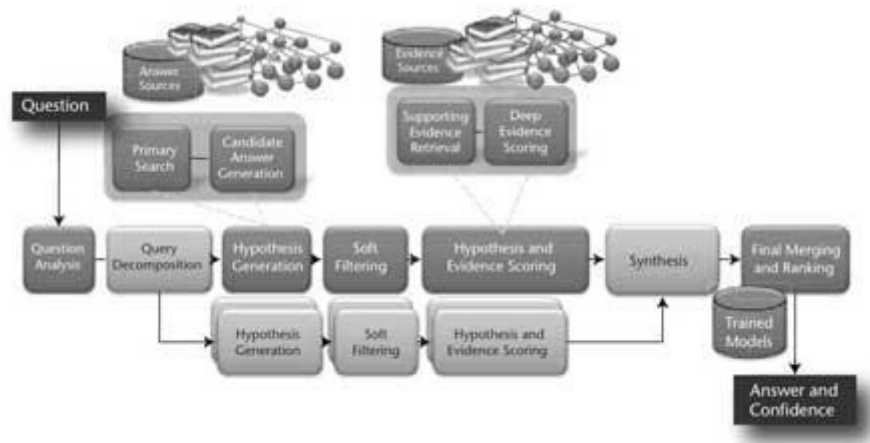 Answer
Sources
Evidence
Sources
Question
Primary
Search
Candidate
Answer
Generation
Supporting
Evidence
Retrieval
Deep
Evidence
Scoring
Question
Analysis
Query
Decomposition
Hypothesis
Generation
Soft
Filtering
Hypothesis and
Evidence Scoring
Synthesis
Final Merging
and Ranking
Trained
Models
Hypothesis
Generation
Soft
Filtering
Hypothesis and
Evidence Scoring
Answer and
Confidence